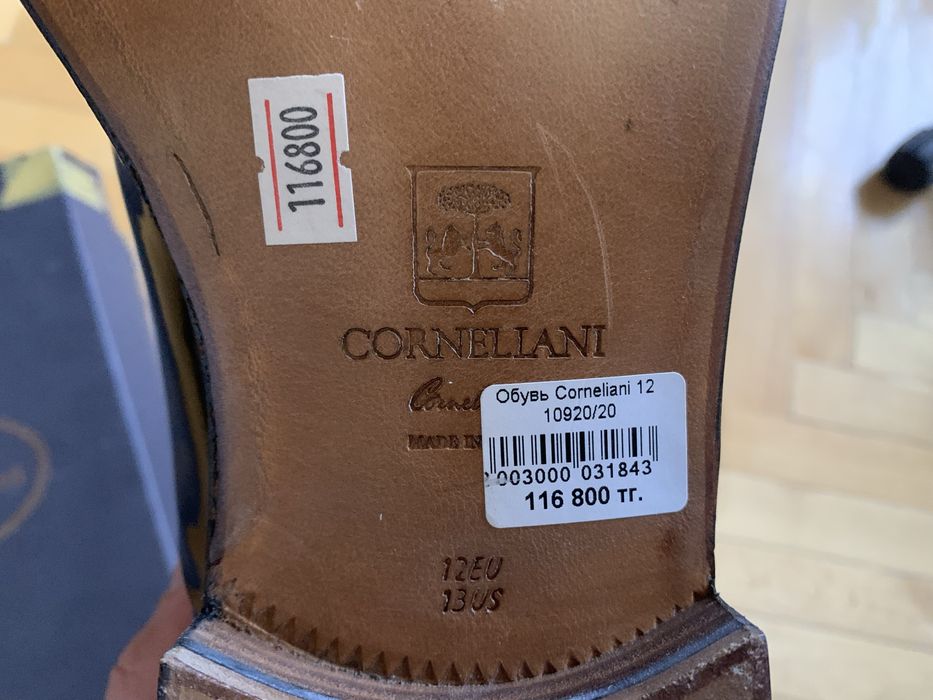 116800
CORNELIANI
Обувь Corneliani 12
10920/20
003000 031843
116 800 тг.
MADE IN
12EU
13US